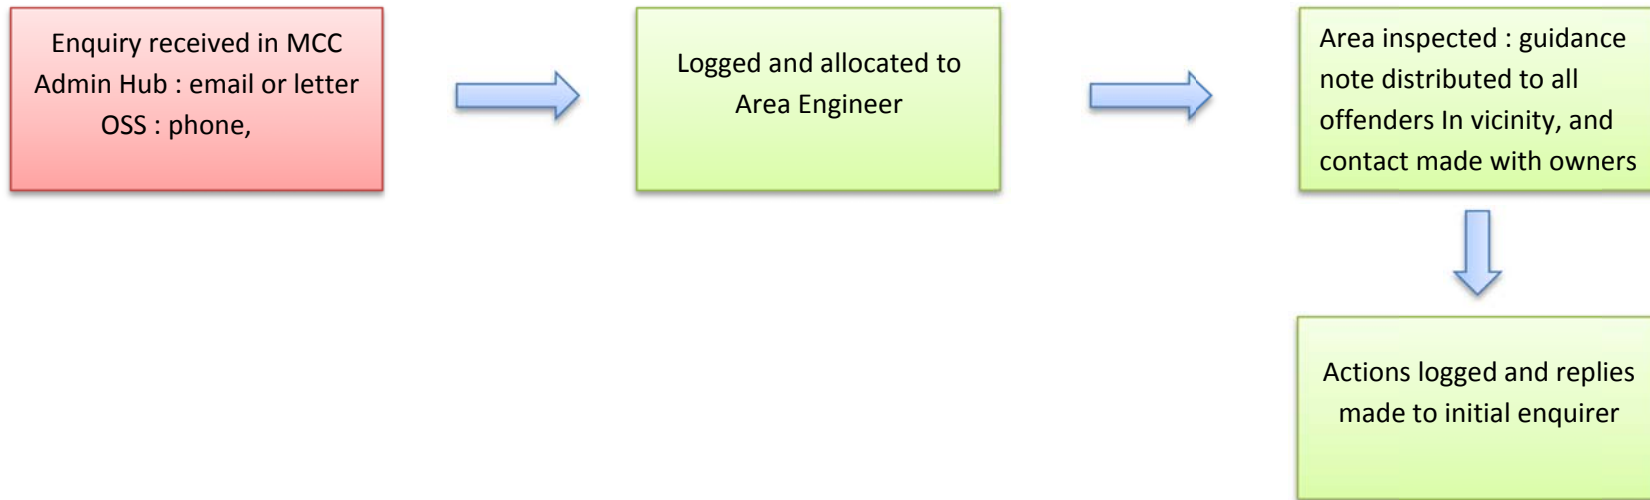 Enquiry received in MCC
Admin Hub : email or letter
OSS : phone,
Logged and allocated to
Area Engineer
Area inspected : guidance
note distributed to all
offenders In vicinity, and
contact made with owners
Actions logged and replies
made to initial enquirer